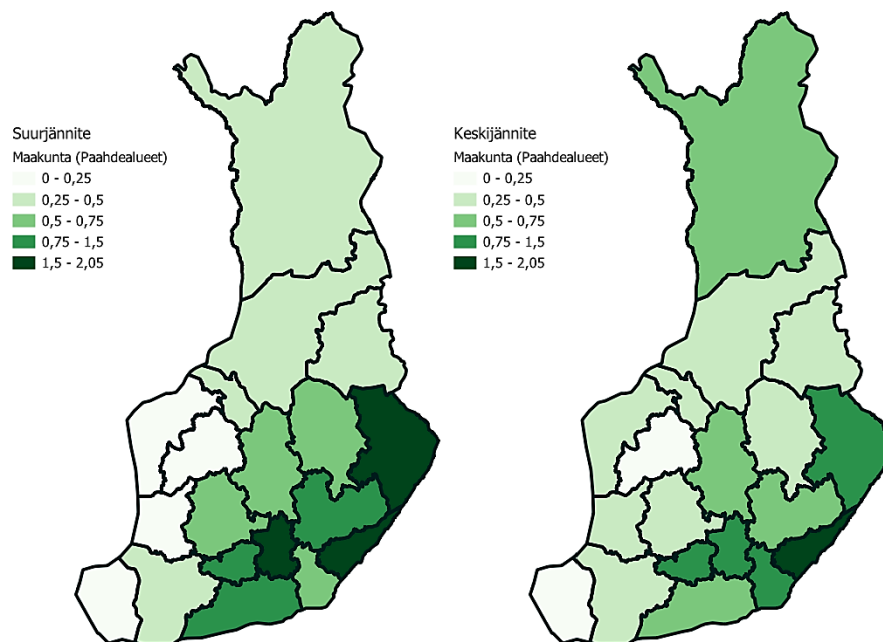 Suurjännite
Maakunta (Paahdealueet)
0 - 0,25
0,25 - 0,5
0,5 - 0,75
0,75 - 1,5
1,5 - 2,05
Keskijännite
Maakunta (Paahdealueet)
0 - 0,25
0,25 - 0,5
0,5 - 0,75
0,75 - 1,5
1,5 - 2,05